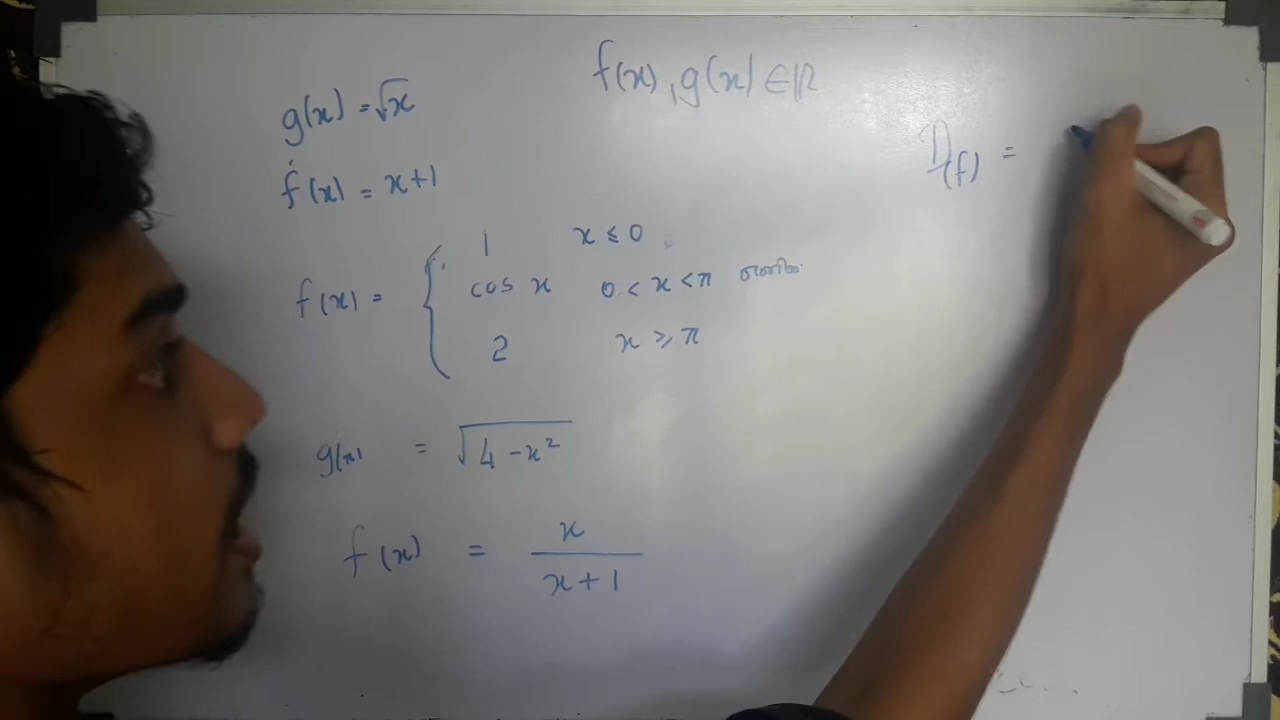 f(x), g(x) ∈ ℝ
g(x) = √x
f(x) = x+1
D(f) =
f(x) = { 1 x ≤ 0
cos x 0 < x < π
2 x ≥ π
g(x) = √(4 - x²)
f(x) = x / (x+1)